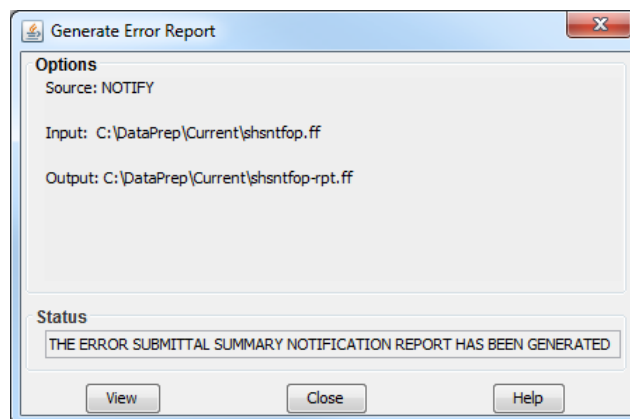 Generate Error Report
Options
Source: NOTIFY
Input: C:\DataPrep\Current\shsntfop.ff
Output: C:\DataPrep\Current\shsntfop-rpt.ff
Status
THE ERROR SUBMITTAL SUMMARY NOTIFICATION REPORT HAS BEEN GENERATED
View Close Help